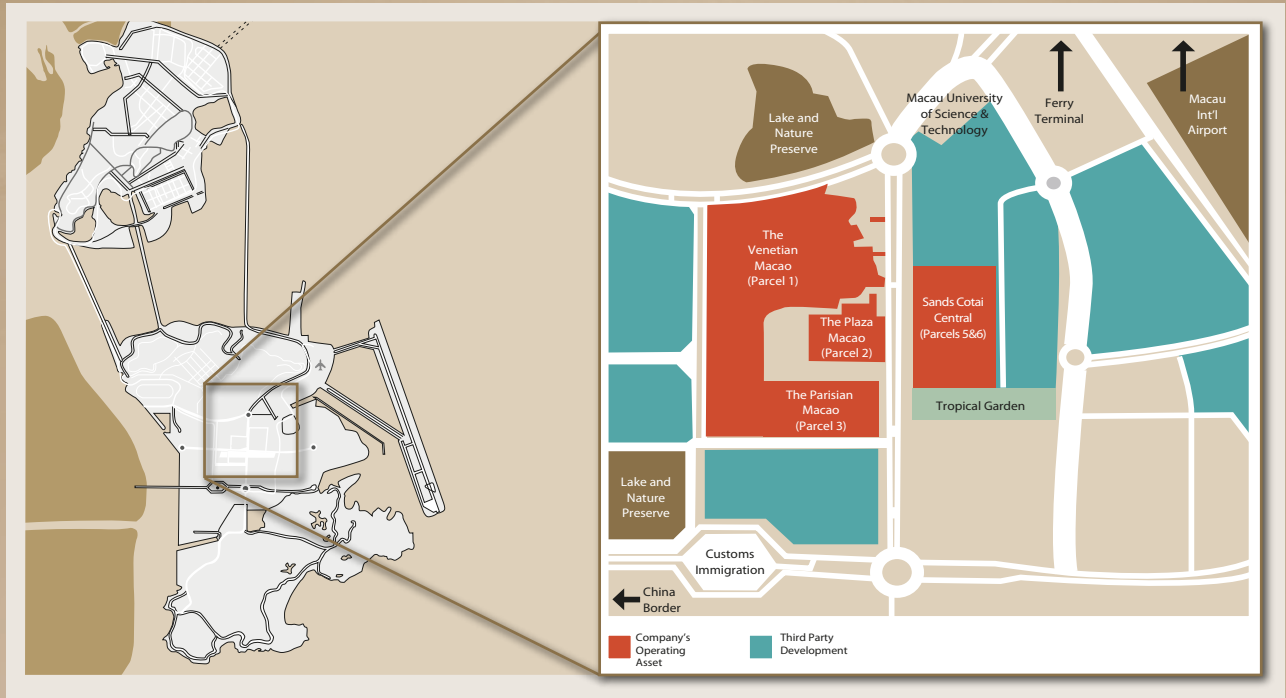 Lake and
Nature
Preserve
Macau University
of Science &
Technology
Ferry
Terminal
Macau
Int'l
Airport
The
Venetian
Macao
(Parcel 1)
The Plaza
Macao
(Parcel 2)
Sands Cotai
Central
(Parcels 5&6)
The Parisian
Macao
(Parcel 3)
Tropical Garden
Lake and
Nature
Preserve
Customs
Immigration
China
Border
Company's
Operating
Asset
Third Party
Development